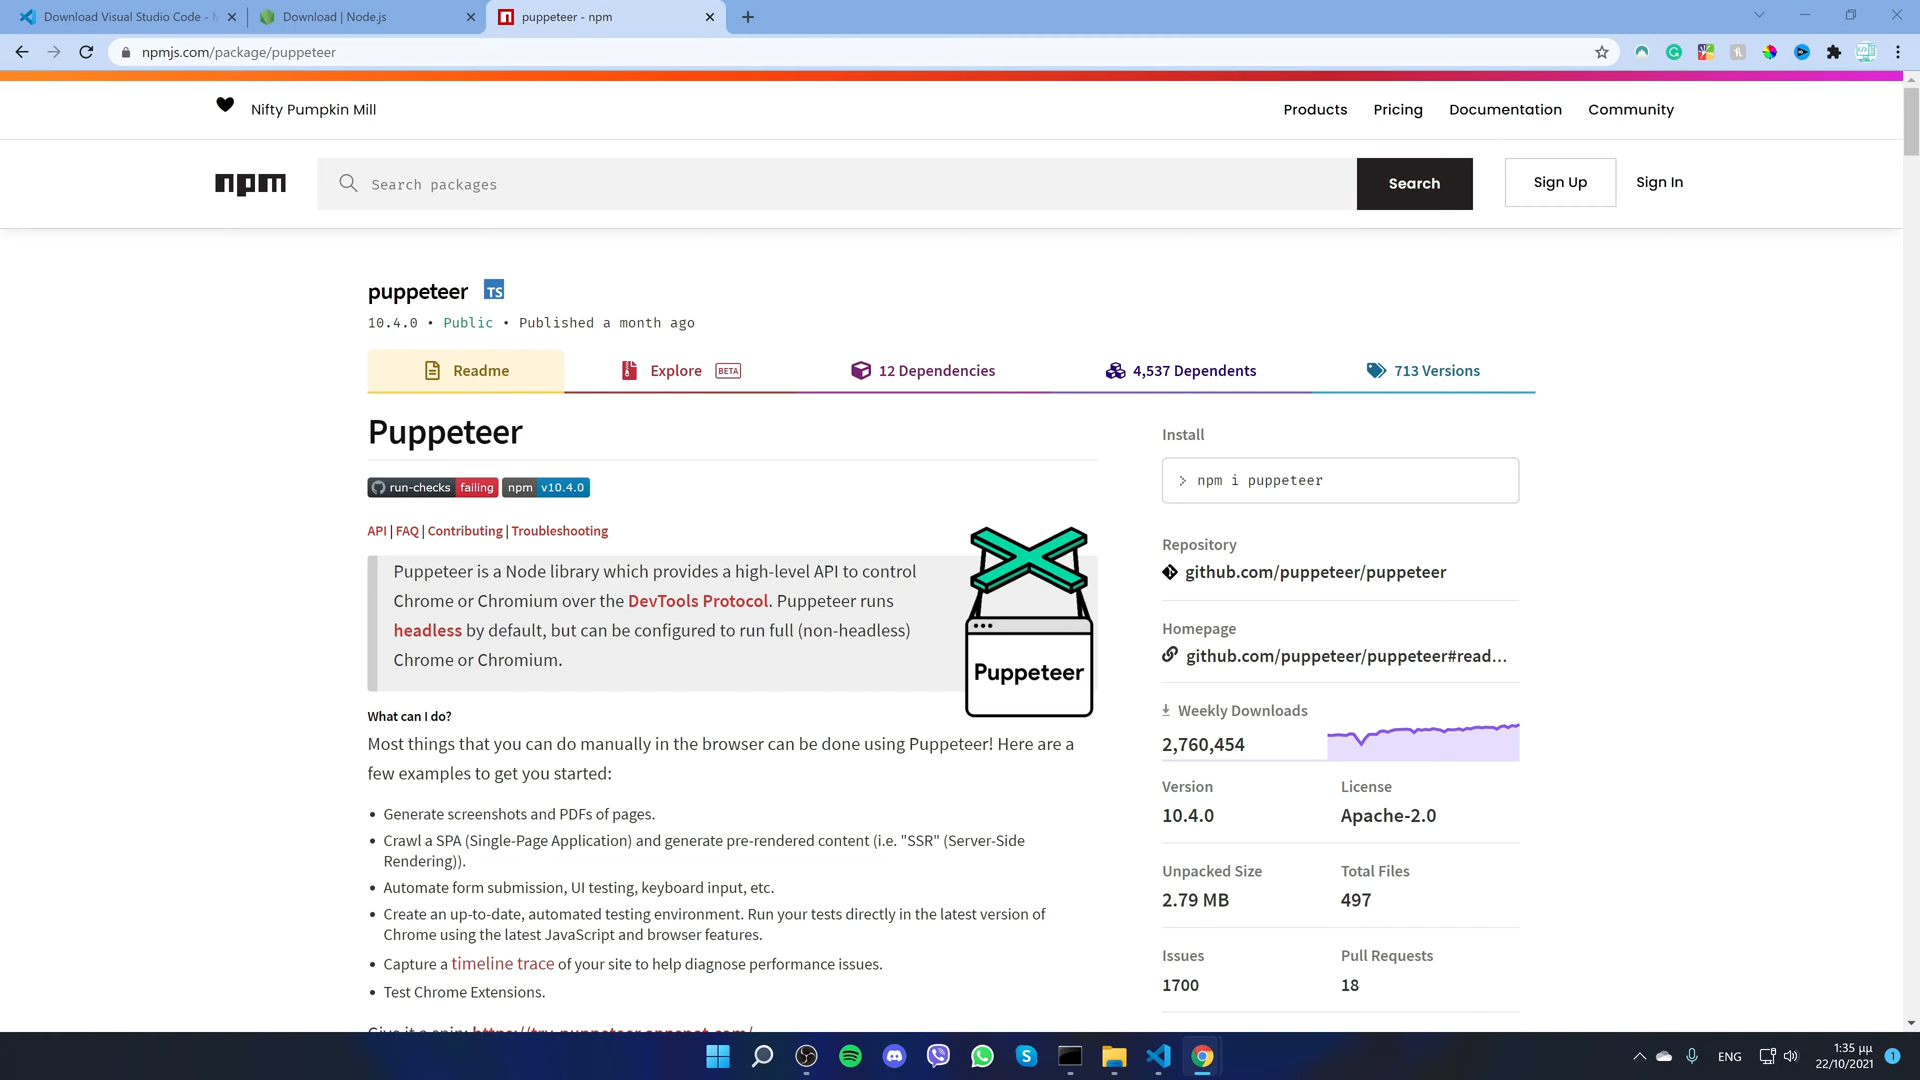 Download Visual Studio Code - M
Download | Node.js
puppeteer - npm
npmjs.com/package/puppeteer
Nifty Pumpkin Mill
Products
Pricing
Documentation
Community
npm
Search packages
Search
Sign Up
Sign In
puppeteer TS
10.4.0 • Public • Published a month ago
Readme
Explore BETA
12 Dependencies
4,537 Dependents
713 Versions
Puppeteer
run-checks failing npm v10.4.0
API | FAQ | Contributing | Troubleshooting
Puppeteer is a Node library which provides a high-level API to control
Chrome or Chromium over the DevTools Protocol. Puppeteer runs
headless by default, but can be configured to run full (non-headless)
Chrome or Chromium.
Puppeteer
What can I do?
Most things that you can do manually in the browser can be done using Puppeteer! Here are a
few examples to get you started:
• Generate screenshots and PDFs of pages.
• Crawl a SPA (Single-Page Application) and generate pre-rendered content (i.e. "SSR" (Server-Side
Rendering)).
• Automate form submission, UI testing, keyboard input, etc.
• Create an up-to-date, automated testing environment. Run your tests directly in the latest version of
Chrome using the latest JavaScript and browser features.
• Capture a timeline trace of your site to help diagnose performance issues.
• Test Chrome Extensions.
Give it a spin: https://try-puppeteer.appspot.com/
Install
> npm i puppeteer
Repository
github.com/puppeteer/puppeteer
Homepage
github.com/puppeteer/puppeteer#read...
Weekly Downloads
2,760,454
Version
License
10.4.0
Apache-2.0
Unpacked Size
Total Files
2.79 MB
497
Issues
Pull Requests
1700
18
ENG
1:35 μμ
22/10/2021
1